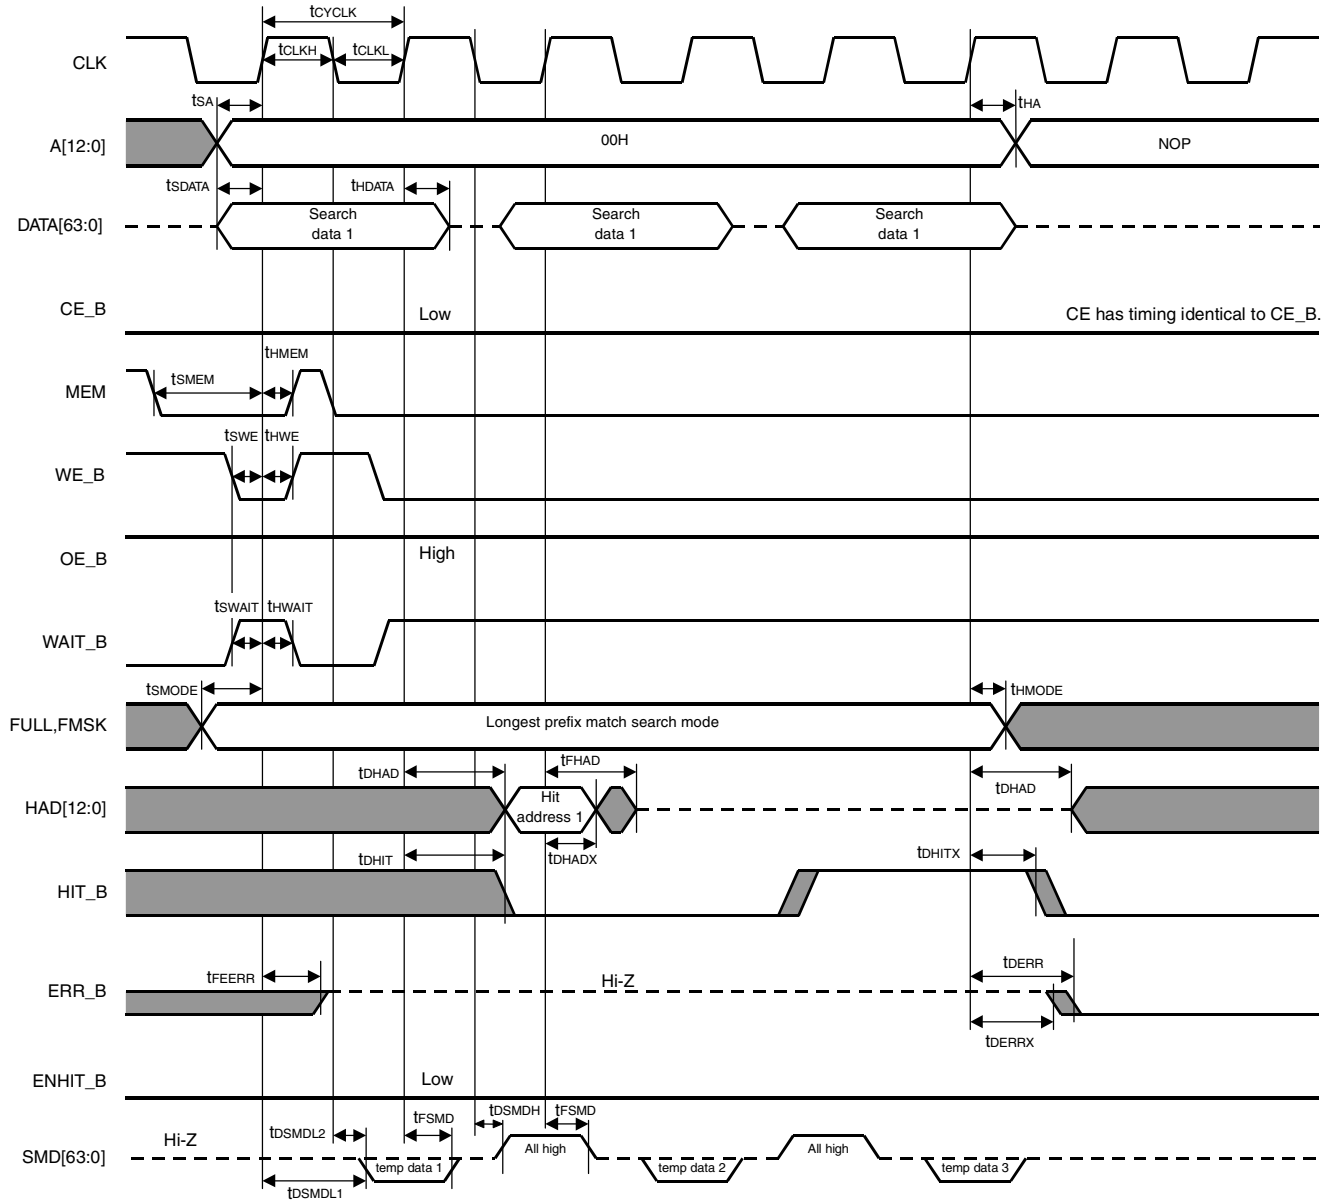 tCYCLK
CLK
tCLKH
tCLKL
tSA
tHA
A[12:0]
00H
NOP
tSDATA
tHDATA
DATA[63:0]
Search
data 1
Search
data 1
Search
data 1
CE_B
Low
CE has timing identical to CE_B.
tHMEM
MEM
tSMEM
tSWE
tHWE
WE_B
OE_B
High
tSWAIT
tHWAIT
WAIT_B
tSMODE
tHMODE
FULL,FMSK
Longest prefix match search mode
tDHAD
tFHAD
tDHAD
HAD[12:0]
Hit
address 1
tDHIT
tDHADX
tDHITX
HIT_B
tFEERR
Hi-Z
tDERR
ERR_B
tDERRX
ENHIT_B
Low
tDSMDL2
tFSMD
tDSMDH
tFSMD
Hi-Z
SMD[63:0]
temp data 1
All high
temp data 2
All high
temp data 3
tDSMDL1